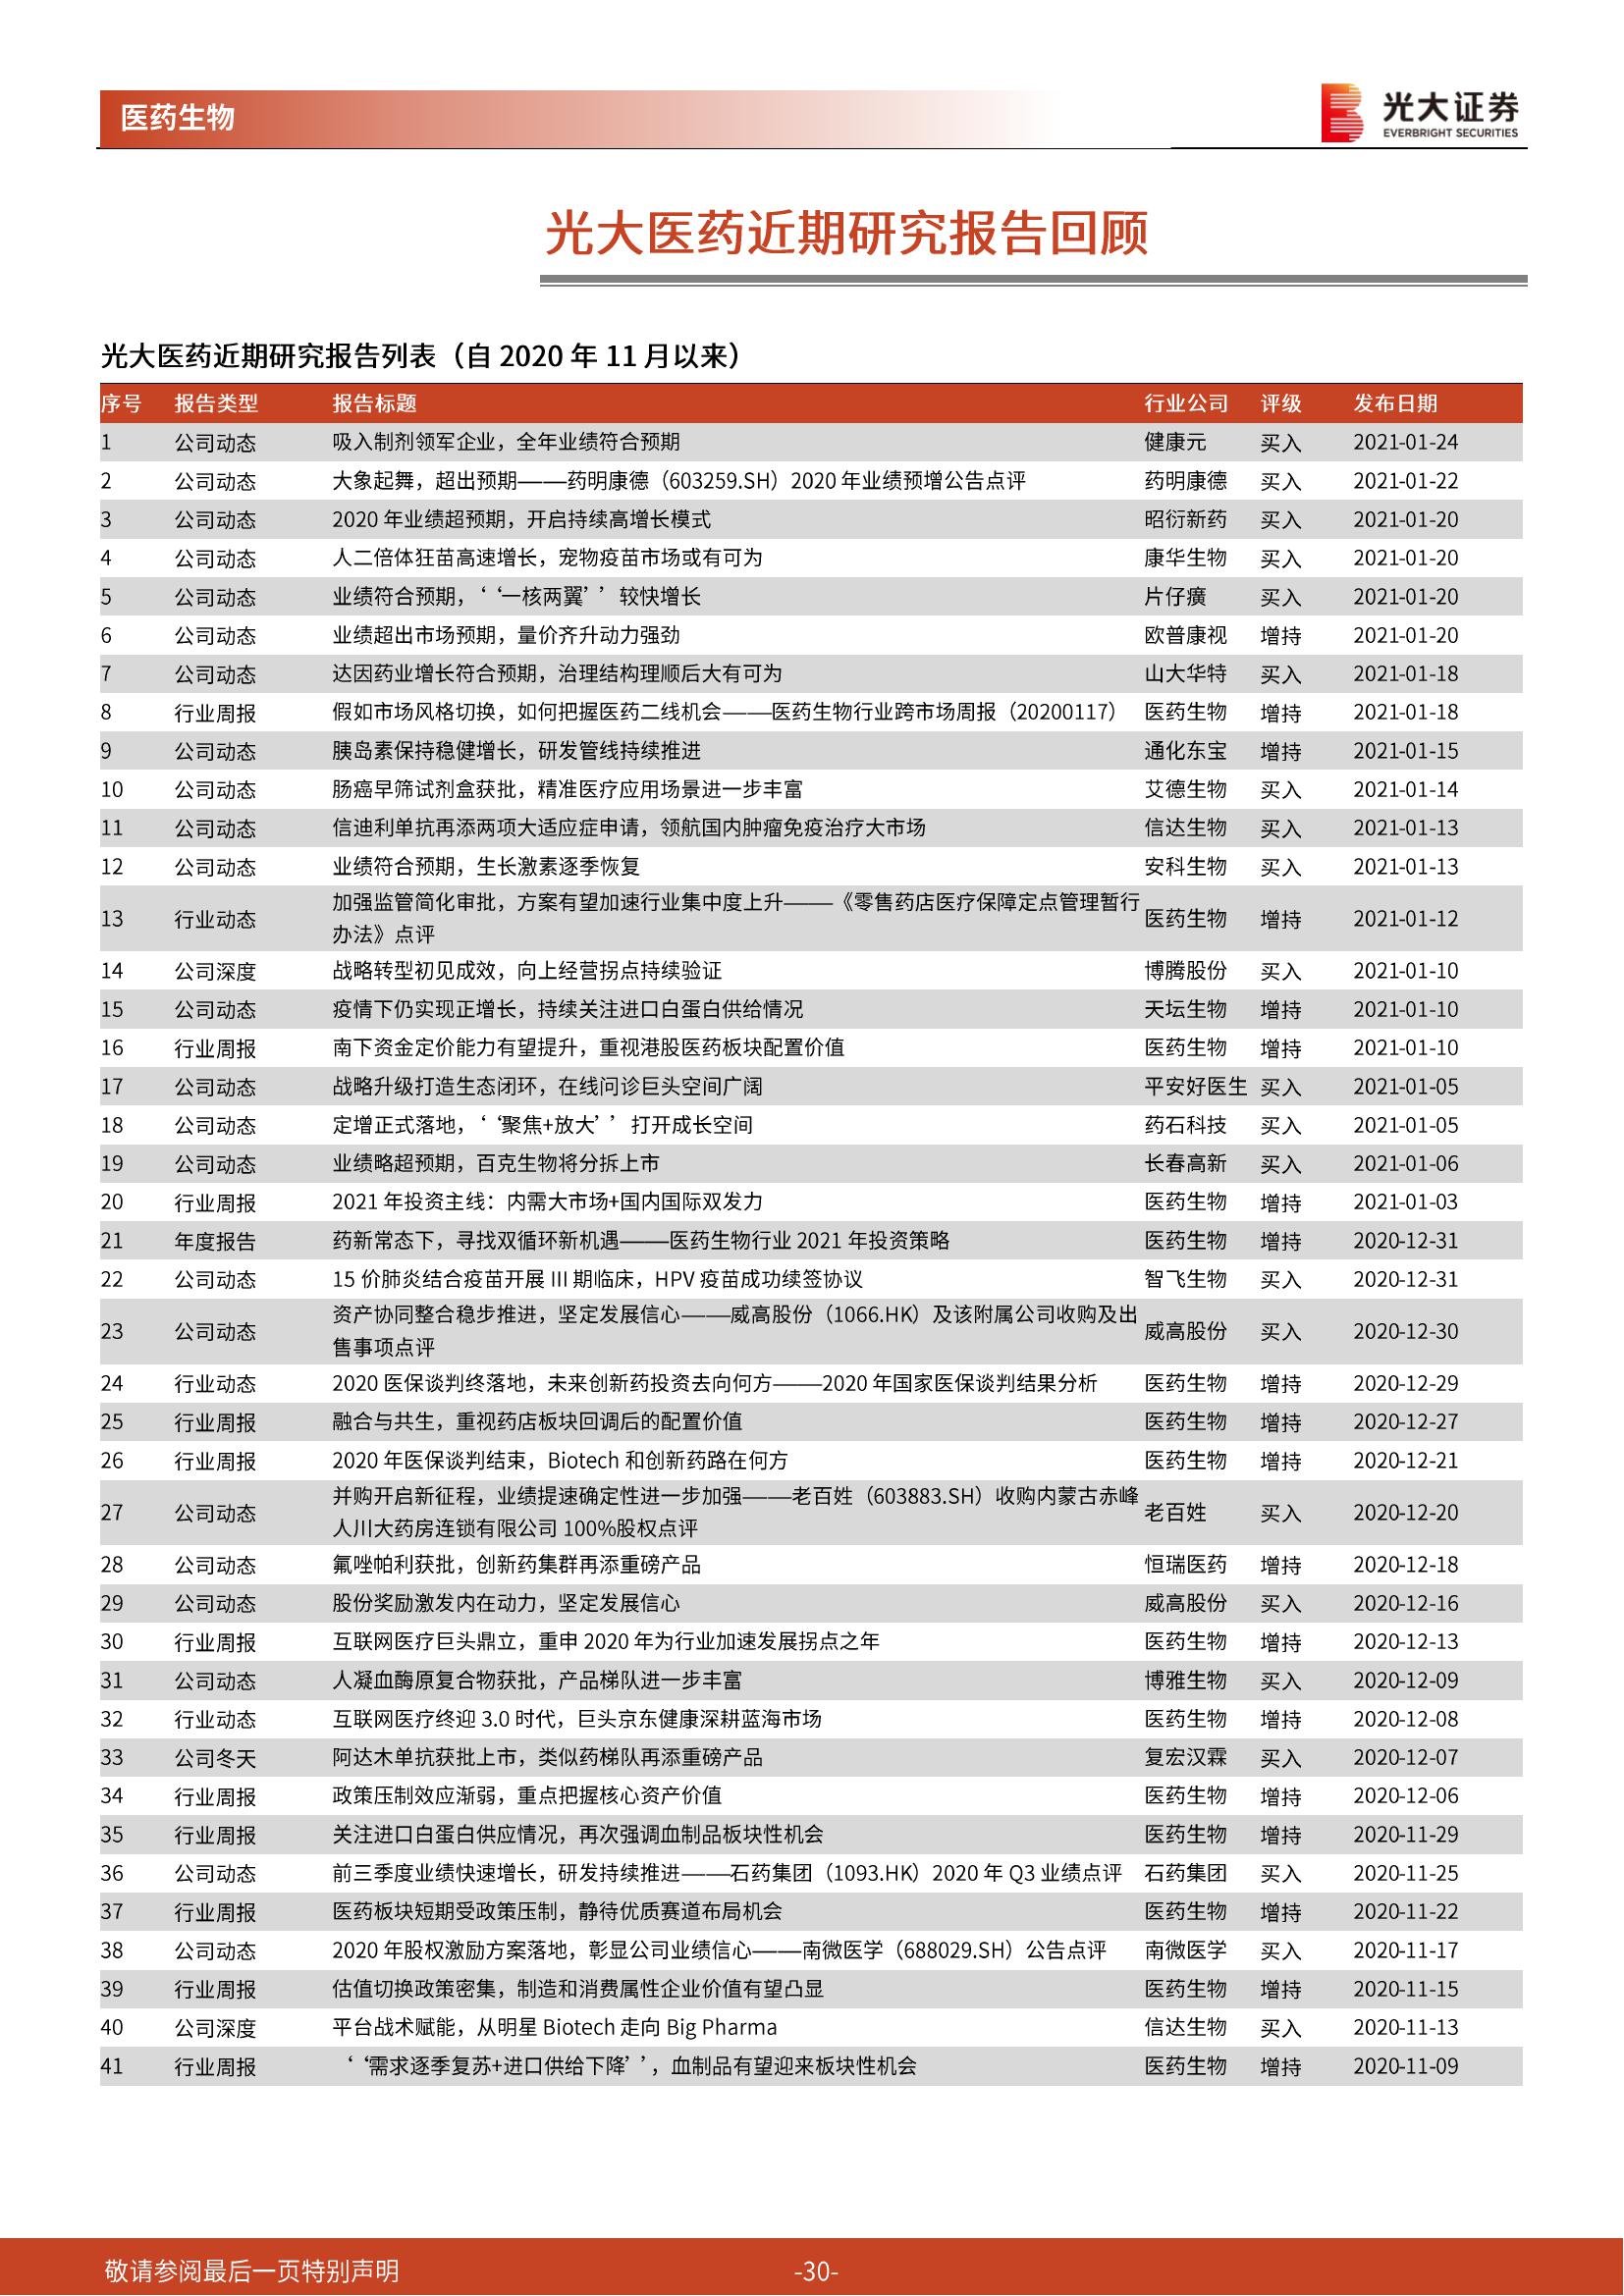 医药生物
光大证券
EVERBRIGHT SECURITIES
光大医药近期研究报告回顾
光大医药近期研究报告列表（自 2020 年 11 月以来）
序号 报告类型 报告标题 行业公司 评级 发布日期
1 公司动态 吸入制剂领军企业，全年业绩符合预期 健康元 买入 2021-01-24
2 公司动态 大象起舞，超出预期——药明康德（603259.SH）2020 年业绩预增公告点评 药明康德 买入 2021-01-22
3 公司动态 2020 年业绩超预期，开启持续高增长模式 昭衍新药 买入 2021-01-20
4 公司动态 人二倍体狂苗高速增长，宠物疫苗市场或有可为 康华生物 买入 2021-01-20
5 公司动态 业绩符合预期，‘‘一核两翼’’较快增长 片仔癀 买入 2021-01-20
6 公司动态 业绩超出市场预期，量价齐升动力强劲 欧普康视 增持 2021-01-20
7 公司动态 达因药业增长符合预期，治理结构理顺后大有可为 山大华特 买入 2021-01-18
8 行业周报 假如市场风格切换，如何把握医药二线机会——医药生物行业跨市场周报（20200117） 医药生物 增持 2021-01-18
9 公司动态 胰岛素保持稳健增长，研发管线持续推进 通化东宝 增持 2021-01-15
10 公司动态 肠癌早筛试剂盒获批，精准医疗应用场景进一步丰富 艾德生物 买入 2021-01-14
11 公司动态 信迪利单抗再添两项大适应症申请，领航国内肿瘤免疫治疗大市场 信达生物 买入 2021-01-13
12 公司动态 业绩符合预期，生长激素逐季恢复 安科生物 买入 2021-01-13
13 行业动态 加强监管简化审批，方案有望加速行业集中度上升——《零售药店医疗保障定点管理暂行
办法》点评 医药生物 增持 2021-01-12
14 公司深度 战略转型初见成效，向上经营拐点持续验证 博腾股份 买入 2021-01-10
15 公司动态 疫情下仍实现正增长，持续关注进口白蛋白供给情况 天坛生物 增持 2021-01-10
16 行业周报 南下资金定价能力有望提升，重视港股医药板块配置价值 医药生物 增持 2021-01-10
17 公司动态 战略升级打造生态闭环，在线问诊巨头空间广阔 平安好医生 买入 2021-01-05
18 公司动态 定增正式落地，‘‘聚焦+放大’’打开成长空间 药石科技 买入 2021-01-05
19 公司动态 业绩略超预期，百克生物将分拆上市 长春高新 买入 2021-01-06
20 行业周报 2021 年投资主线：内需大市场+国内国际双发力 医药生物 增持 2021-01-03
21 年度报告 药新常态下，寻找双循环新机遇——医药生物行业 2021 年投资策略 医药生物 增持 2020-12-31
22 公司动态 15 价肺炎结合疫苗开展 III 期临床，HPV 疫苗成功续签协议 智飞生物 买入 2020-12-31
23 公司动态 资产协同整合稳步推进，坚定发展信心——威高股份（1066.HK）及该附属公司收购及出
售事项点评 威高股份 买入 2020-12-30
24 行业动态 2020 医保谈判终落地，未来创新药投资去向何方——2020 年国家医保谈判结果分析 医药生物 增持 2020-12-29
25 行业周报 融合与共生，重视药店板块回调后的配置价值 医药生物 增持 2020-12-27
26 行业周报 2020 年医保谈判结束，Biotech 和创新药路在何方 医药生物 增持 2020-12-21
27 公司动态 并购开启新征程，业绩提速确定性进一步加强——老百姓（603883.SH）收购内蒙古赤峰
人川大药房连锁有限公司 100%股权点评 老百姓 买入 2020-12-20
28 公司动态 氟唑帕利获批，创新药集群再添重磅产品 恒瑞医药 增持 2020-12-18
29 公司动态 股份奖励激发内在动力，坚定发展信心 威高股份 买入 2020-12-16
30 行业周报 互联网医疗巨头鼎立，重申 2020 年为行业加速发展拐点之年 医药生物 增持 2020-12-13
31 公司动态 人凝血酶原复合物获批，产品梯队进一步丰富 博雅生物 买入 2020-12-09
32 行业动态 互联网医疗终迎 3.0 时代，巨头京东健康深耕蓝海市场 医药生物 增持 2020-12-08
33 公司冬天 阿达木单抗获批上市，类似药梯队再添重磅产品 复宏汉霖 买入 2020-12-07
34 行业周报 政策压制效应渐弱，重点把握核心资产价值 医药生物 增持 2020-12-06
35 行业周报 关注进口白蛋白供应情况，再次强调血制品板块性机会 医药生物 增持 2020-11-29
36 公司动态 前三季度业绩快速增长，研发持续推进——石药集团（1093.HK）2020 年 Q3 业绩点评 石药集团 买入 2020-11-25
37 行业周报 医药板块短期受政策压制，静待优质赛道布局机会 医药生物 增持 2020-11-22
38 公司动态 2020 年股权激励方案落地，彰显公司业绩信心——南微医学（688029.SH）公告点评 南微医学 买入 2020-11-17
39 行业周报 估值切换政策密集，制造和消费属性企业价值有望凸显 医药生物 增持 2020-11-15
40 公司深度 平台战术赋能，从明星 Biotech 走向 Big Pharma 信达生物 买入 2020-11-13
41 行业周报 ‘‘需求逐季复苏+进口供给下降’’，血制品有望迎来板块性机会 医药生物 增持 2020-11-09
敬请参阅最后一页特别声明 -30-